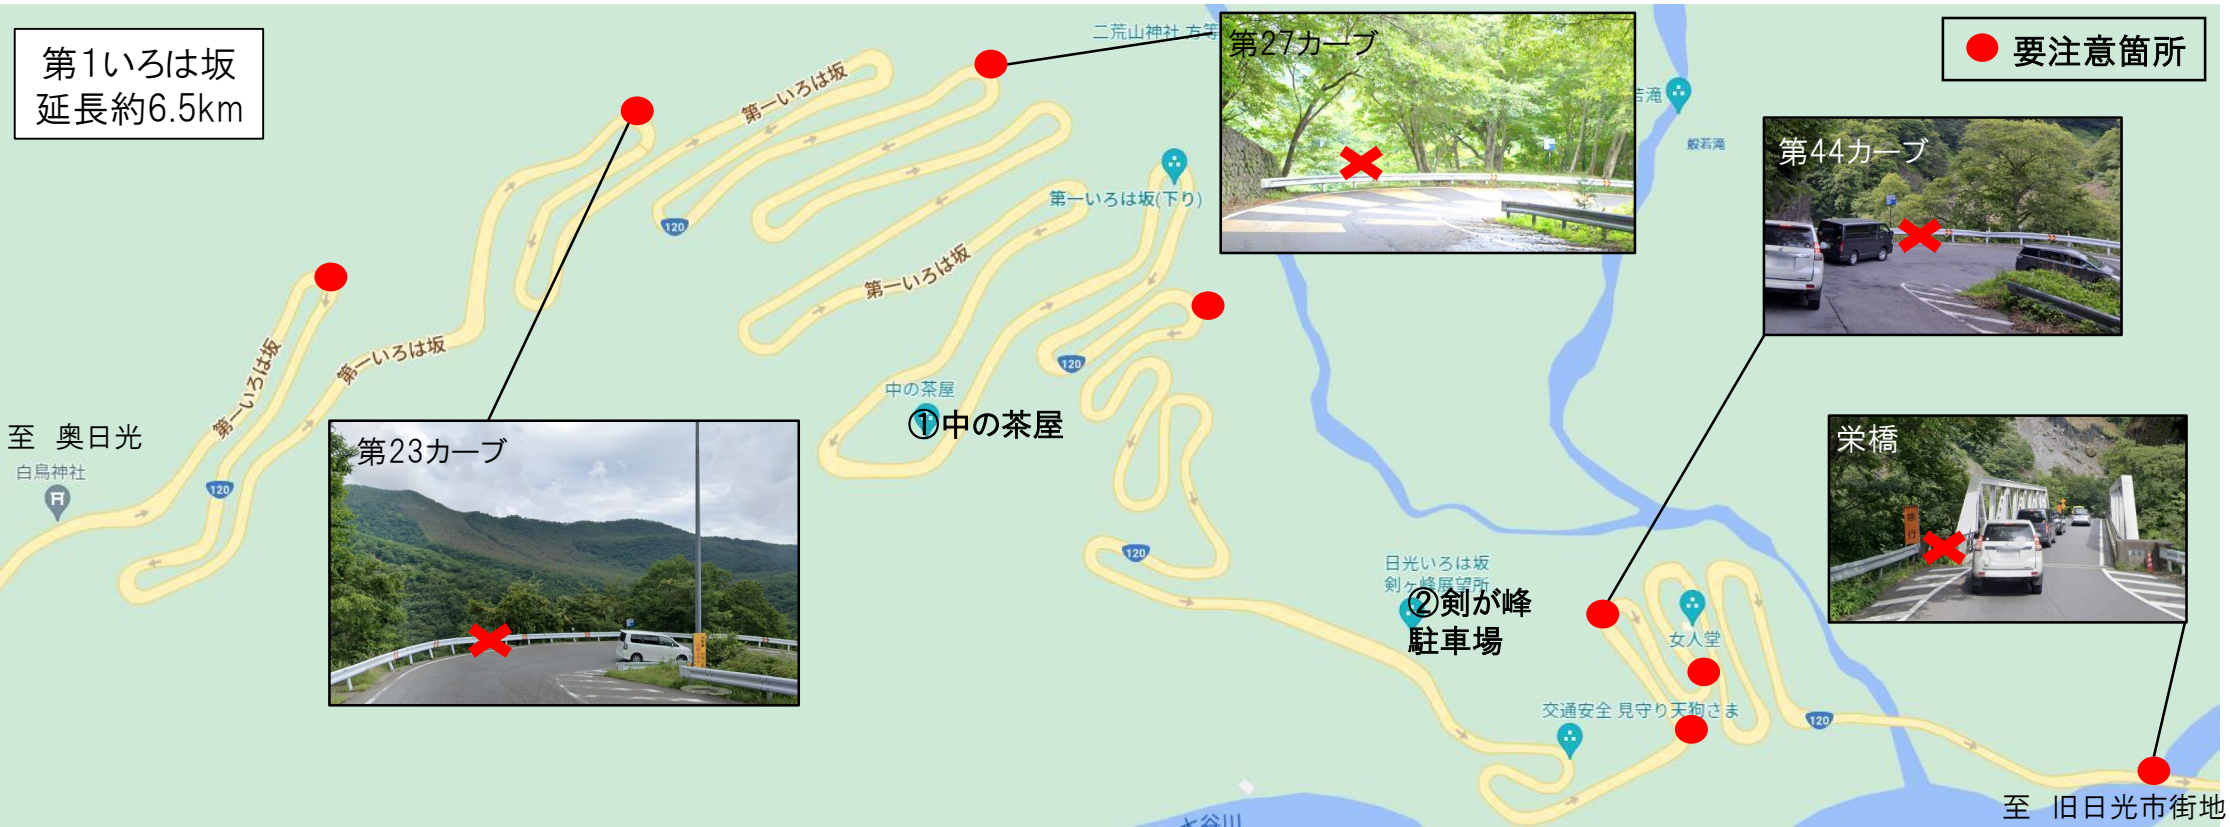 第1いろは坂
延長約6.5km
二荒山神社 方等
第27カーブ
要注意箇所
第一いろは坂
若滝
般若滝
第44カーブ
120
第一いろは坂(下り)
第一いろは坂
第一いろは坂
第一いろは坂
120
中の茶屋
①中の茶屋
至 奥日光
白鳥神社
120
第23カーブ
栄橋
徐行
120
日光いろは坂
剣ヶ峰展望所
②剣が峰
駐車場
女人堂
交通安全 見守り天狗さま
120
至 旧日光市街地
大谷川